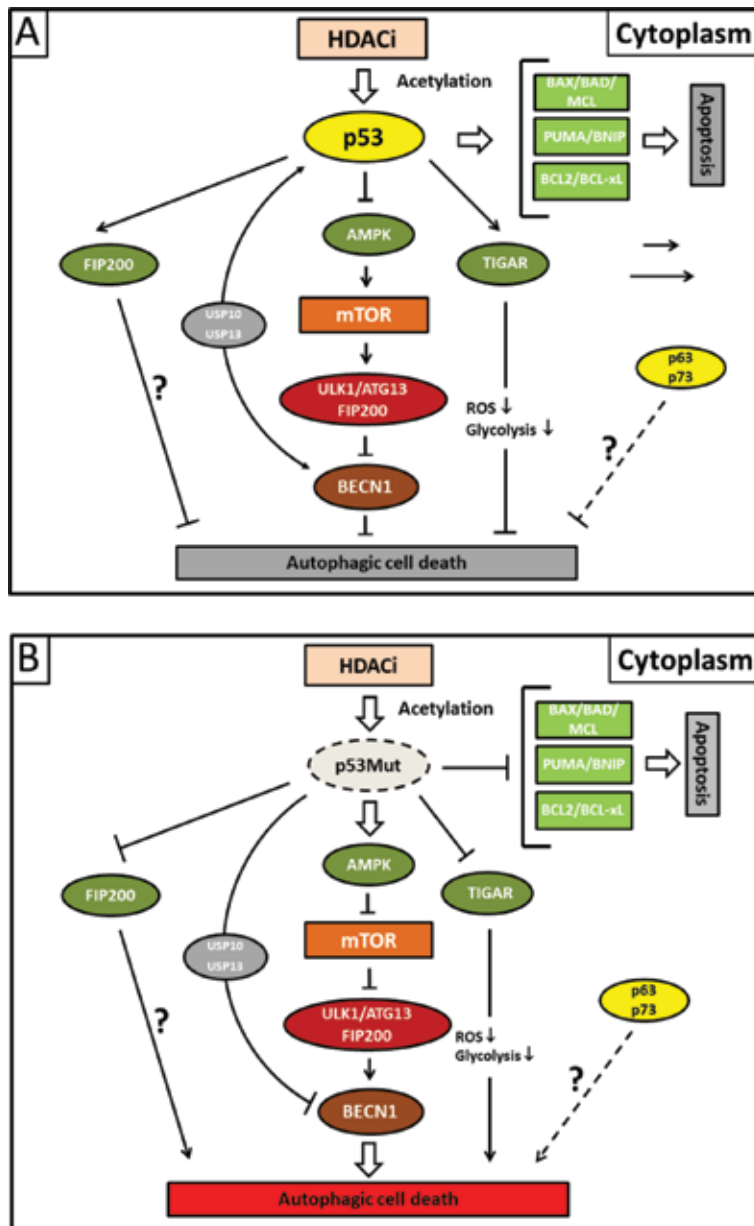 A
HDACi
Cytoplasm
Acetylation
BAX/BAD/
MCL
p53
PUMA/BNIP
Apoptosis
BCL2/BCL-xL
AMPK
FIP200
TIGAR
USP10
USP13
mTOR
p63
p73
?
ULK1/ATG13
FIP200
ROS ↓
Glycolysis ↓
?
BECN1
Autophagic cell death
B
HDACi
Cytoplasm
Acetylation
BAX/BAD/
MCL
p53Mut
PUMA/BNIP
Apoptosis
BCL2/BCL-xL
AMPK
FIP200
TIGAR
USP10
USP13
mTOR
p63
p73
?
ULK1/ATG13
FIP200
ROS ↓
Glycolysis ↓
?
BECN1
Autophagic cell death